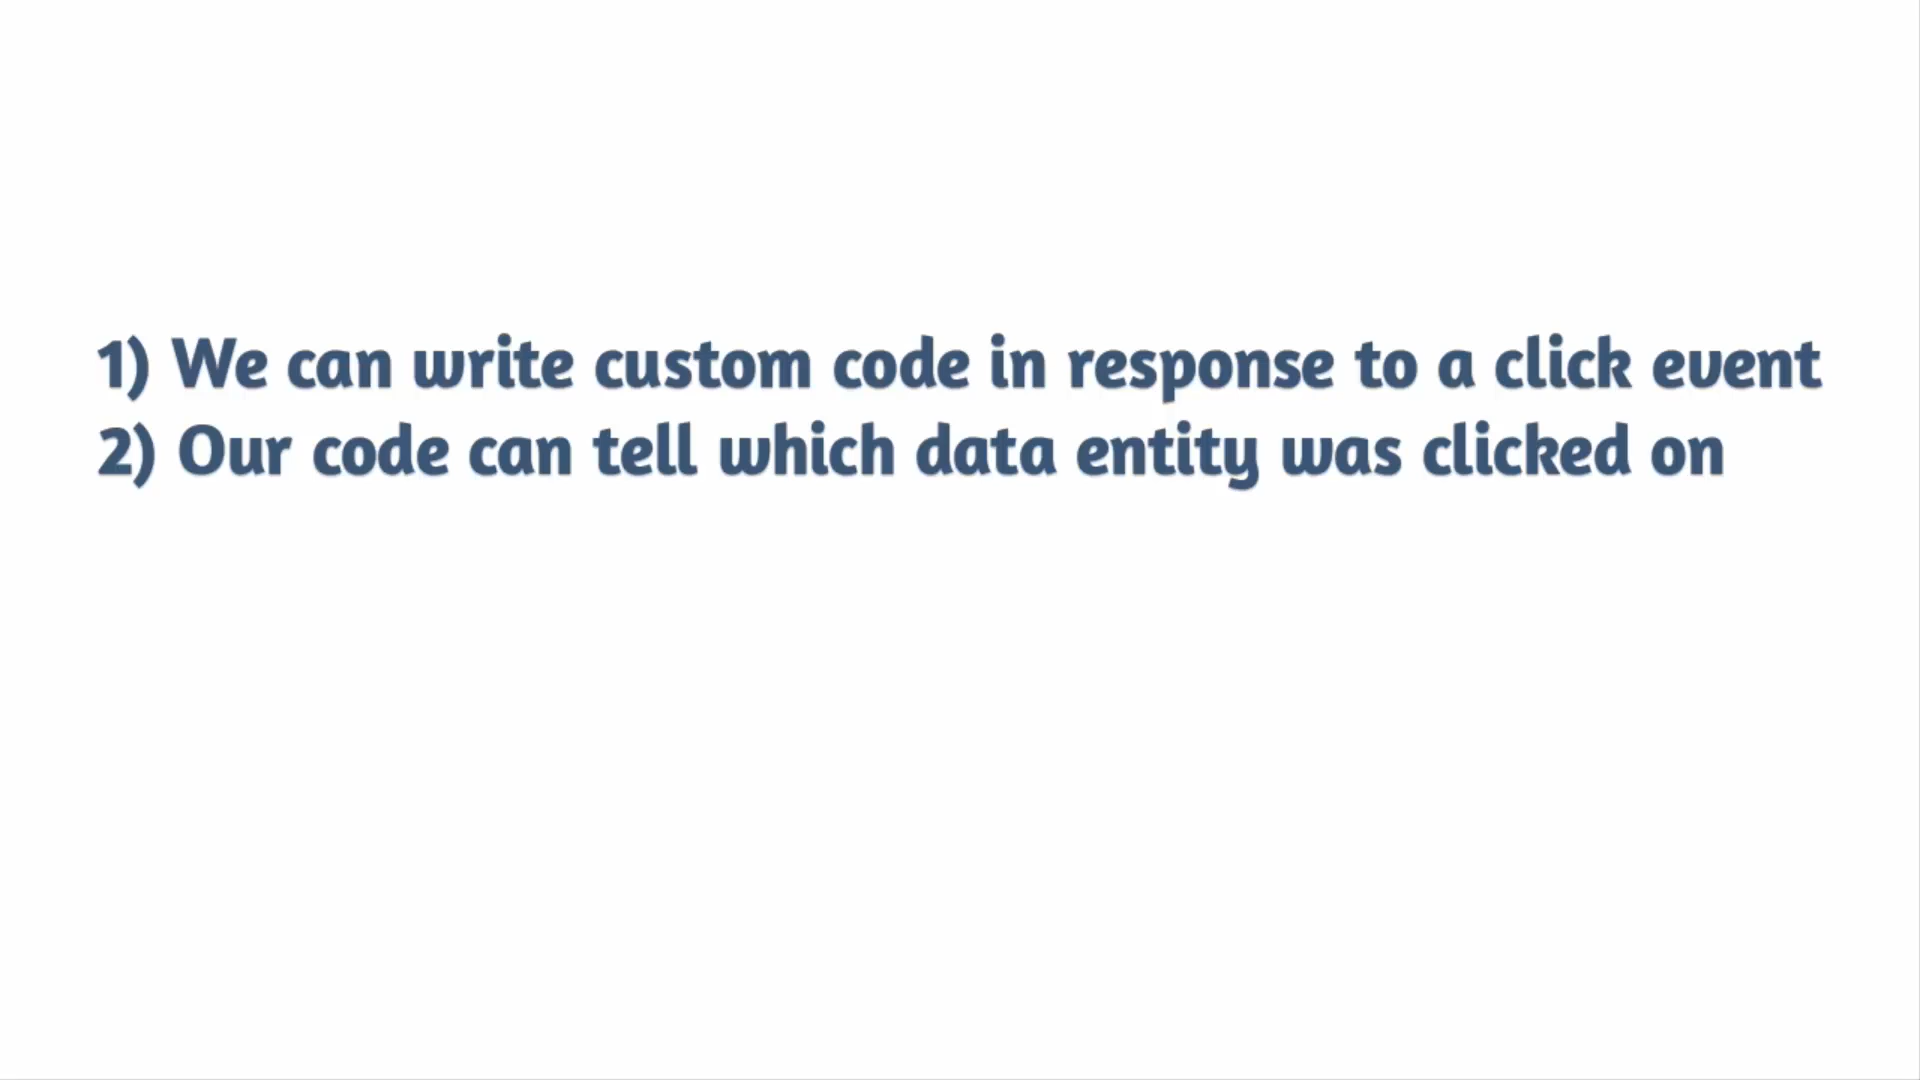 1) We can write custom code in response to a click event
2) Our code can tell which data entity was clicked on